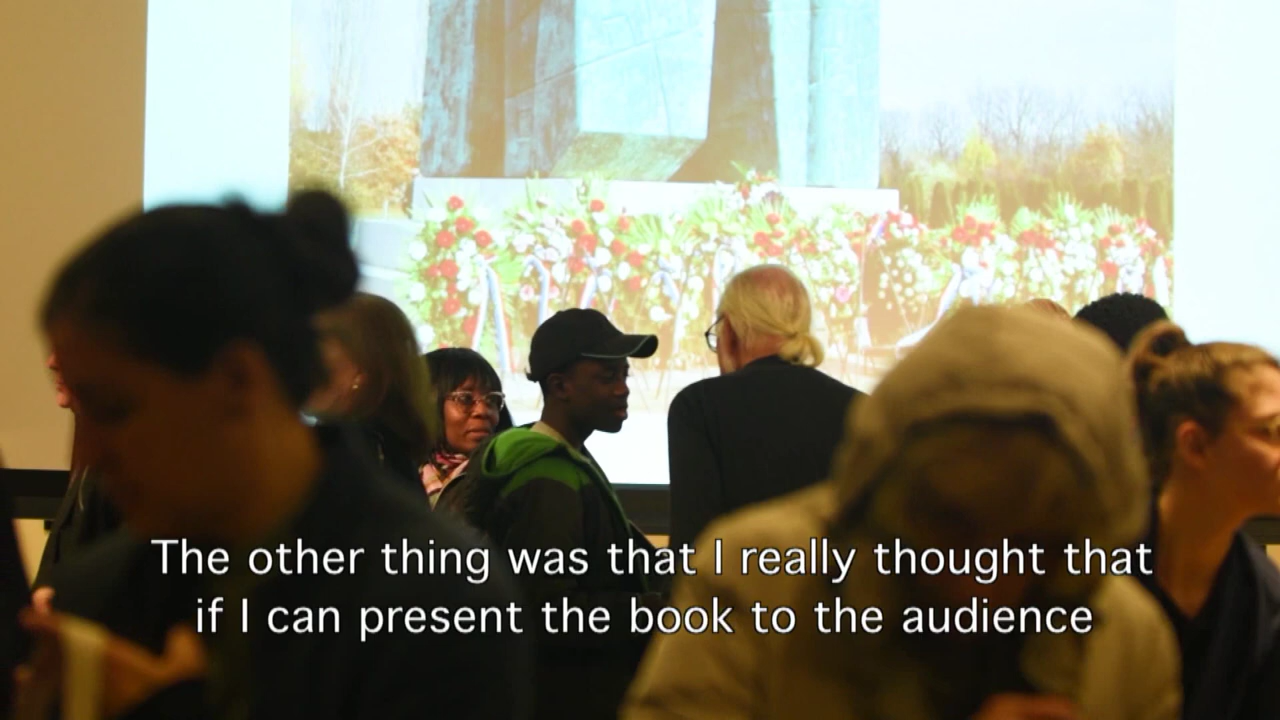 The other thing was that I really thought that
if I can present the book to the audience